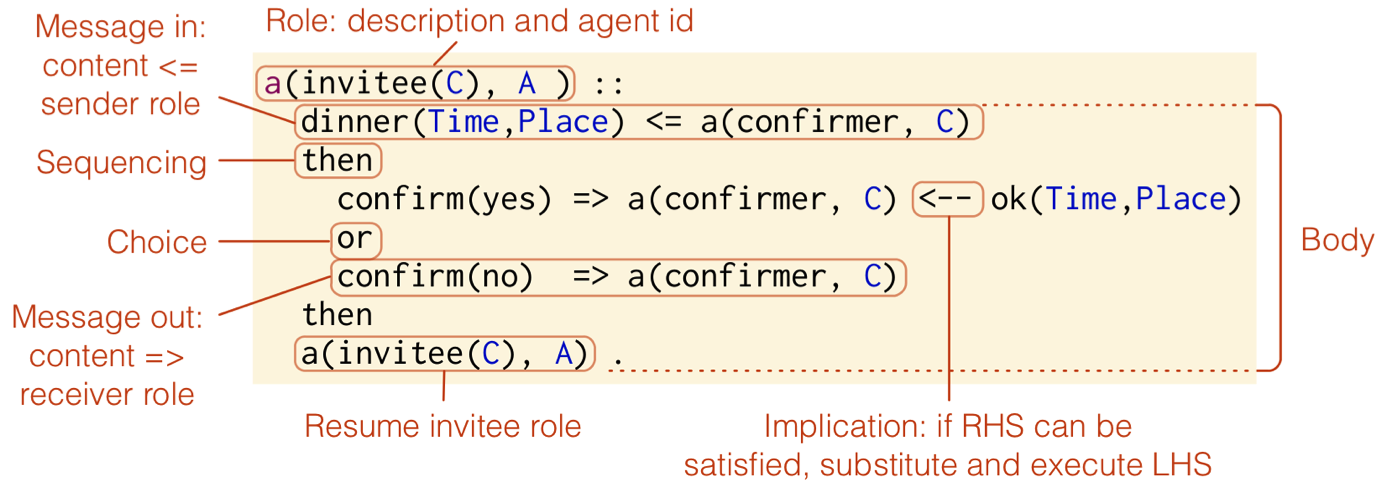 Role: description and agent id
Message in:
content <=
sender role
a(invitee(C), A ) ::
dinner(Time,Place) <= a(confirmer, C)
Sequencing
then
confirm(yes) => a(confirmer, C) <-- ok(Time,Place)
Choice
or
Body
confirm(no)  => a(confirmer, C)
Message out:
content =>
receiver role
then
a(invitee(C), A) .
Resume invitee role
Implication: if RHS can be
satisfied, substitute and execute LHS